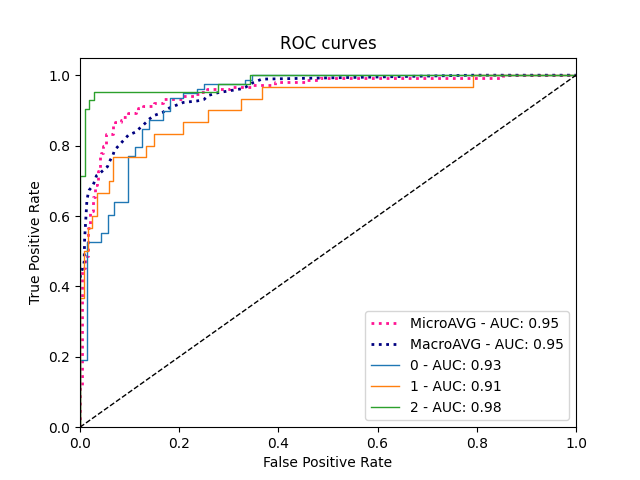 ROC curves
True Positive Rate
1.0
0.8
0.6
0.4
0.2
0.0
MicroAVG - AUC: 0.95
MacroAVG - AUC: 0.95
0 - AUC: 0.93
1 - AUC: 0.91
2 - AUC: 0.98
0.0 0.2 0.4 0.6 0.8 1.0
False Positive Rate